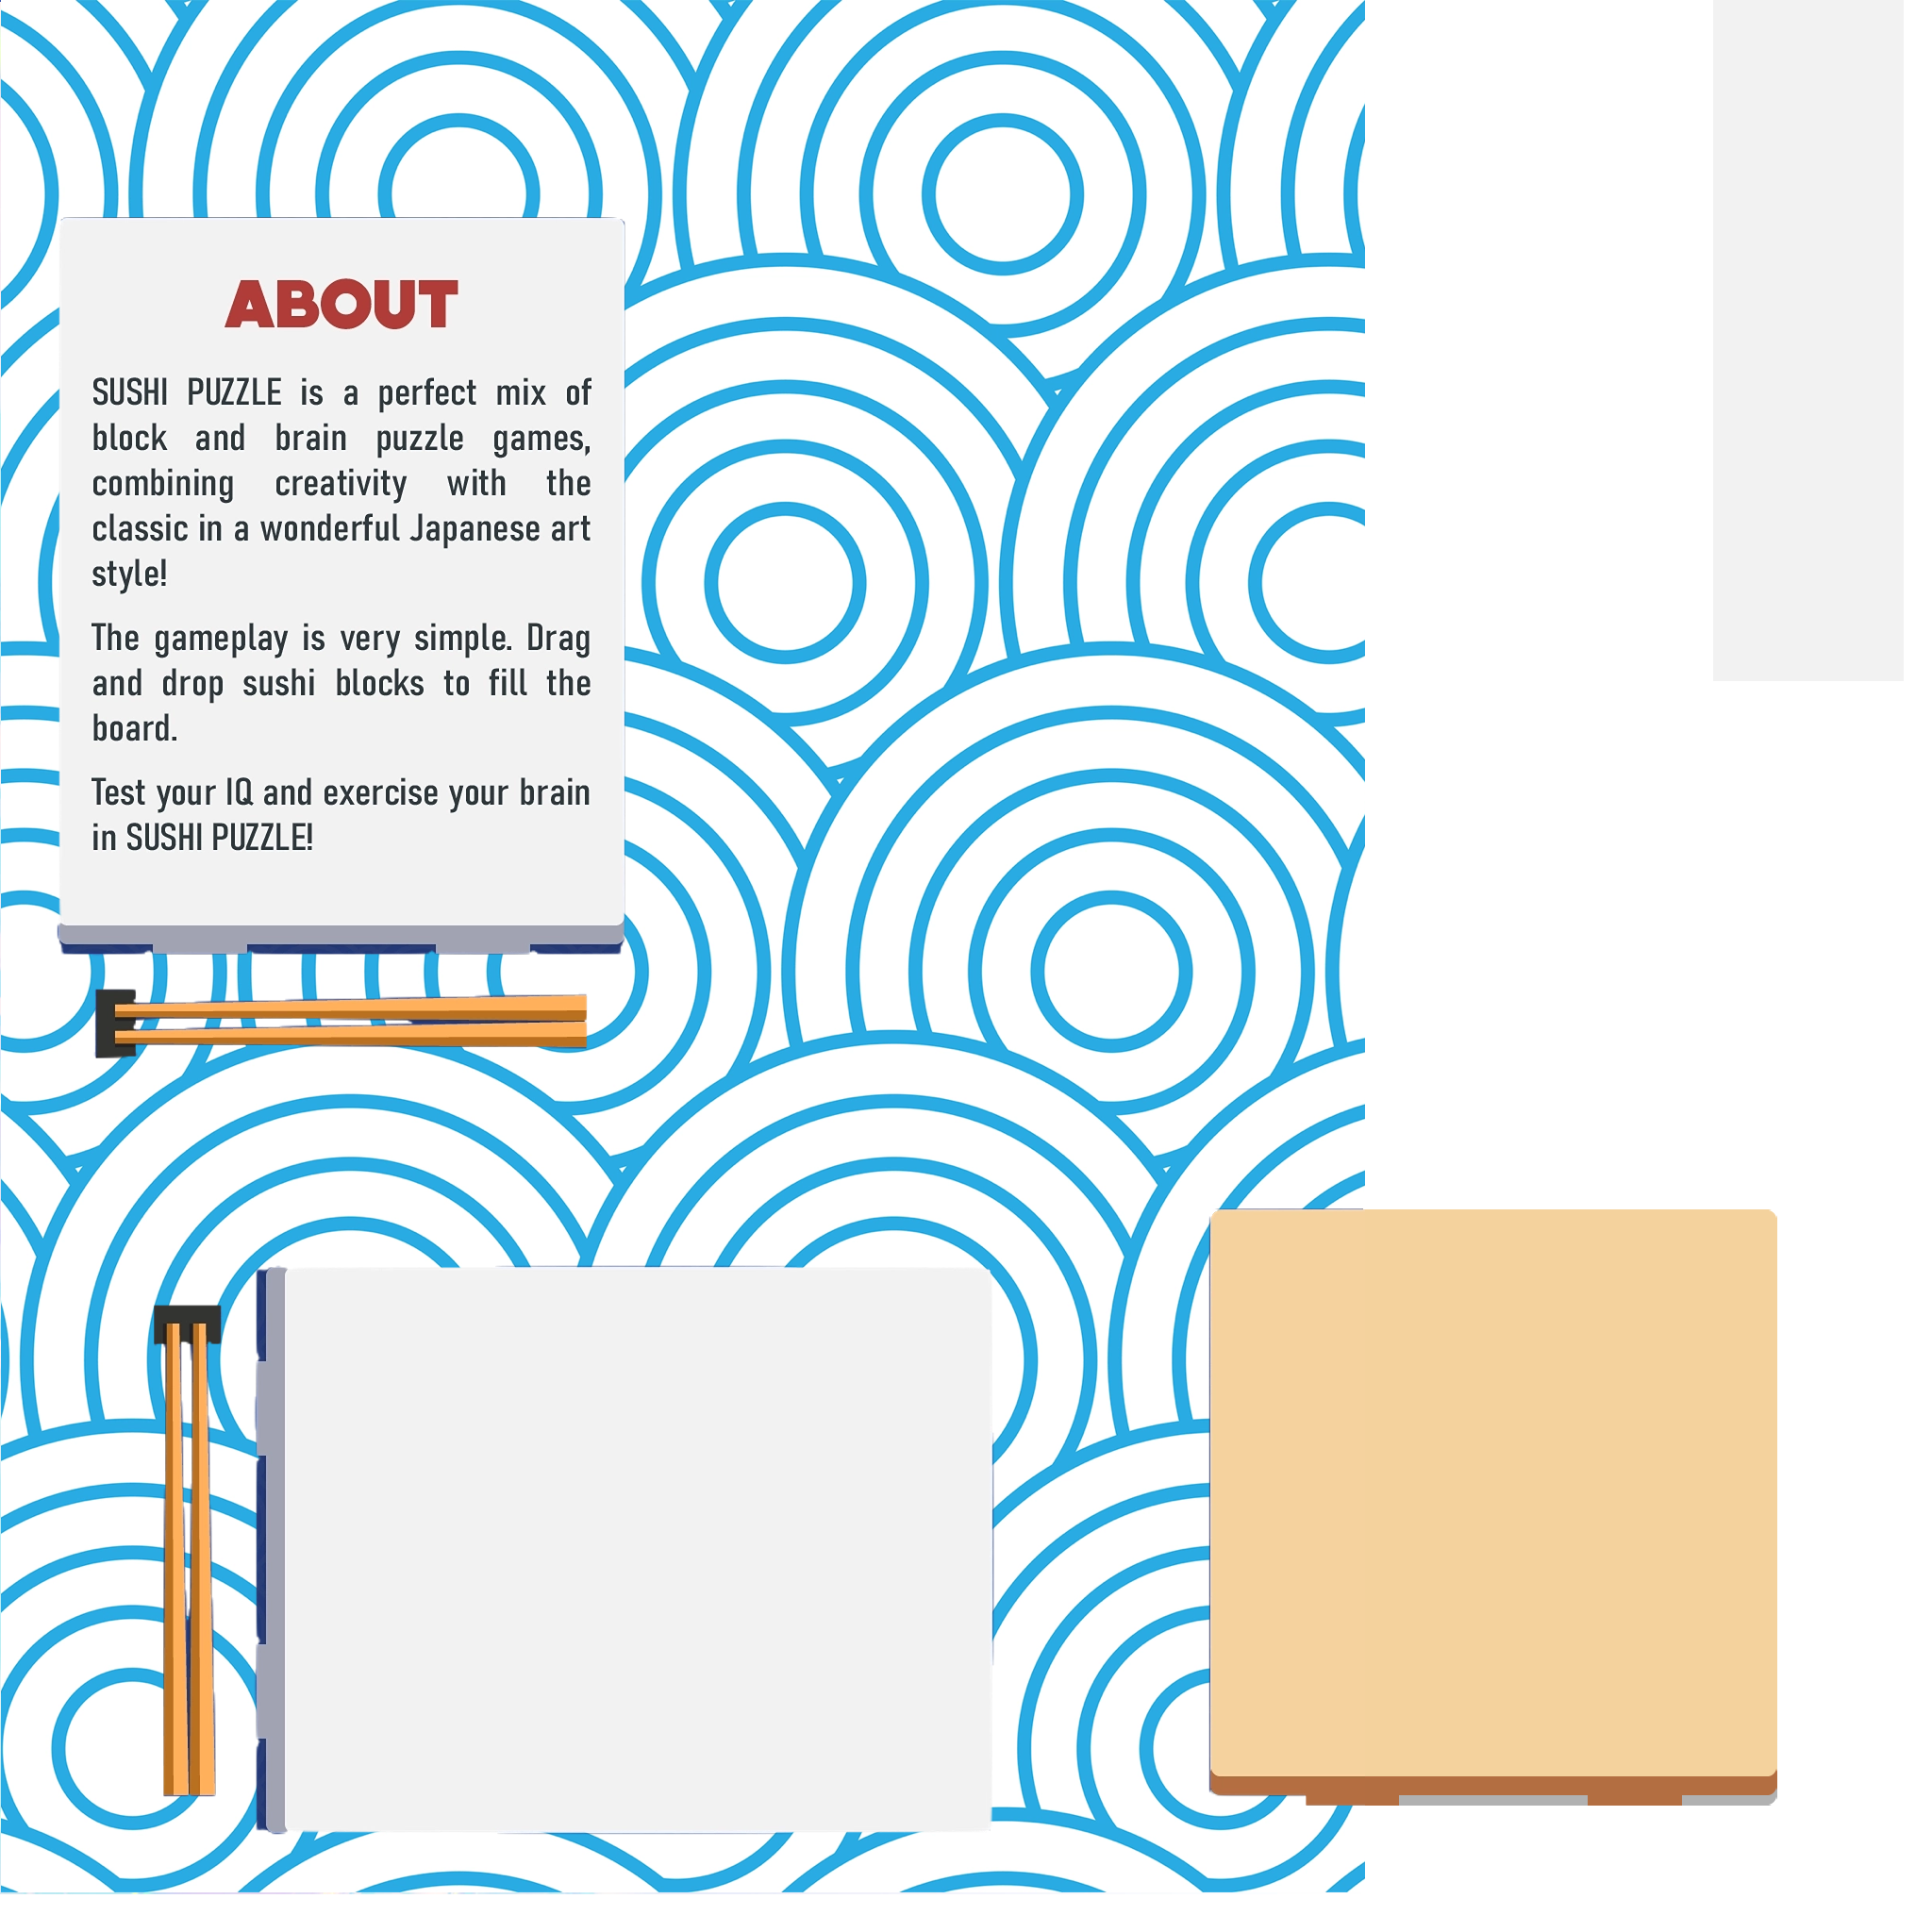 ABOUT
SUSHI PUZZLE is a perfect mix of
block and brain puzzle games,
combining creativity with the
classic in a wonderful Japanese art
style!
The gameplay is very simple. Drag
and drop sushi blocks to fill the
board.
Test your IQ and exercise your brain
in SUSHI PUZZLE!